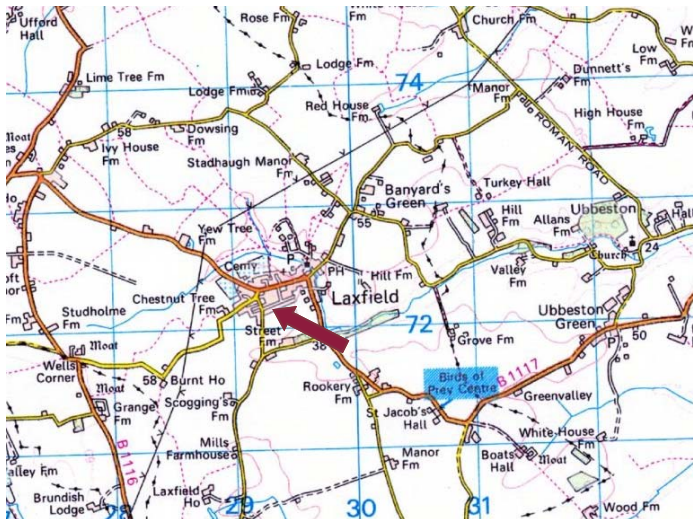 Ufford
Hall
Rose Fm
Church Fm
Lodge Fm
Lime Tree Fm
74
Dunnett's
Fm
Low
Fm
Lodge Fm
Red House
Fm
Manor
Fm
High House
Fm
ROMAN ROAD
Moat
58
Dowsing
Fm
Ivy House
Fm
Stadhaugh Manor
Turkey Hall
Banyard's
Green
55
Hill
Fm
Allans
Fm
Ubbeston
Hall
24
Church
Yew Tree
Fm
P
PH
Hill Fm
Valley
Fm
Cemy
Chestnut Tree
Fm
Laxfield
Studholme
Fm
Street
Fm
38
72
Ubbeston
Green
P
50
Grove Fm
Wells
Corner
Moat
58
Burnt Ho
Birds of
Prey Centre
B 1117
Rookery
Fm
Greenvalley
Moat
Grange
Fm
Scogging's
Fm
St Jacob's
Hall
White House
Fm
B 1116
Mills
Farmhouse
Manor
Fm
Boats
Hall
Moat
alley Fm
Brundish
Lodge
Laxfield
Ho
28
29
30
31
Wood Fm